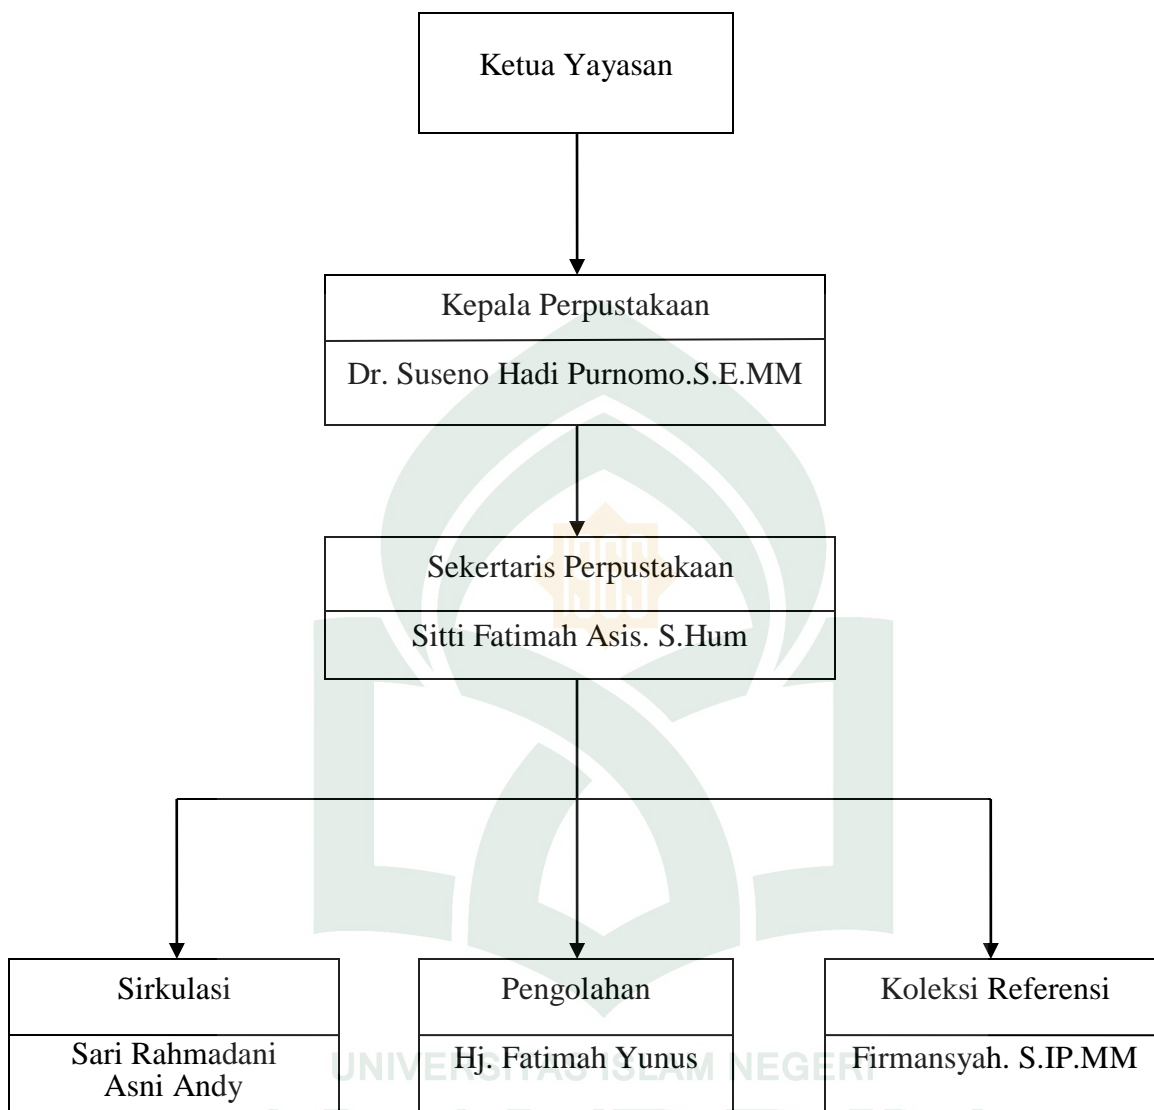 Ketua Yayasan
Kepala Perpustakaan
Dr. Suseno Hadi Purnomo.S.E.MM
Sekertaris Perpustakaan
Sitti Fatimah Asis. S.Hum
Sirkulasi
Sari Rahmadani
Asni Andy
Pengolahan
Hj. Fatimah Yunus
Koleksi Referensi
Firmansyah. S.IP.MM
UNIVERSITAS ISLAM NEGERI